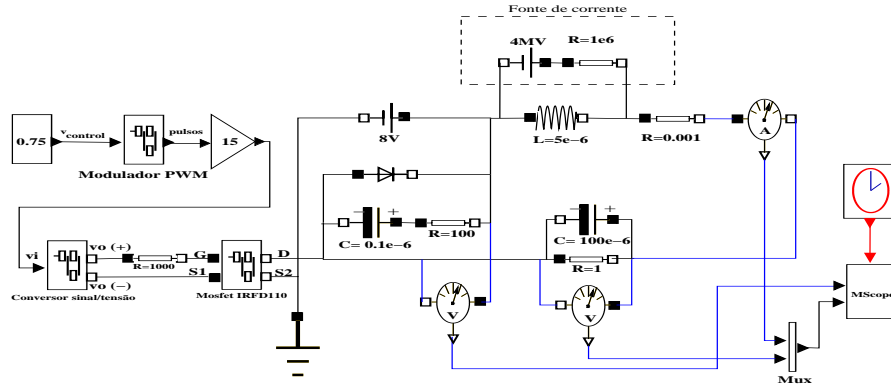 Fonte de corrente
4MV
R=1e6
8V
L=5e-6
R=0.001
A
0.75
vcontrol
pulsos
15
Modulador PWM
R=100
C= 0.1e-6
C= 100e-6
R=1
vi
vo (+)
R=1000
G
D
S1
S2
vo (−)
Mosfet IRFD110
Conversor sinal/tensão
V
V
MScope
Mux